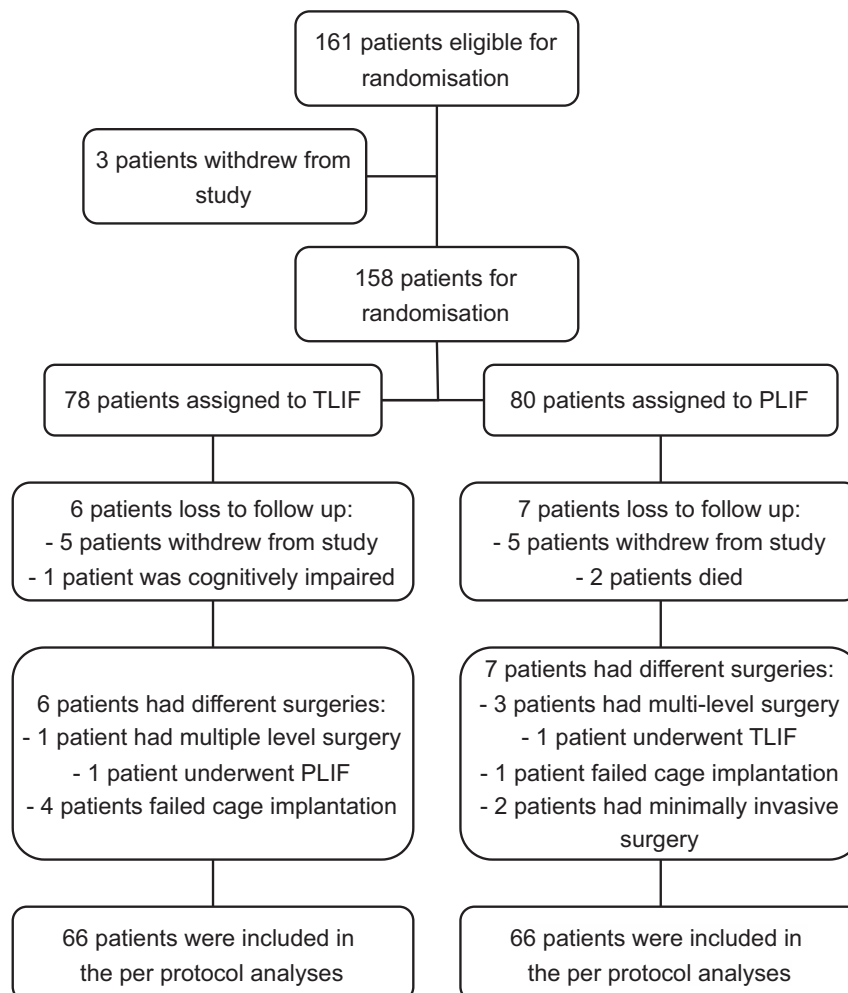 161 patients eligible for
randomisation
3 patients withdrew from
study
158 patients for
randomisation
78 patients assigned to TLIF
80 patients assigned to PLIF
6 patients loss to follow up:
- 5 patients withdrew from study
- 1 patient was cognitively impaired
7 patients loss to follow up:
- 5 patients withdrew from study
- 2 patients died
6 patients had different surgeries:
- 1 patient had multiple level surgery
- 1 patient underwent PLIF
- 4 patients failed cage implantation
7 patients had different surgeries:
- 3 patients had multi-level surgery
- 1 patient underwent TLIF
- 1 patient failed cage implantation
- 2 patients had minimally invasive
surgery
66 patients were included in
the per protocol analyses
66 patients were included in
the per protocol analyses